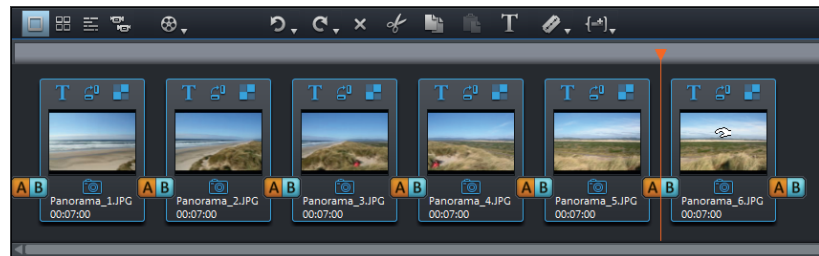 T
T T T T T T
A B A B A B A B A B A B A B
Panorama_1.JPG Panorama_2.JPG Panorama_3.JPG Panorama_4.JPG Panorama_5.JPG Panorama_6.JPG
00:07:00 00:07:00 00:07:00 00:07:00 00:07:00 00:07:00